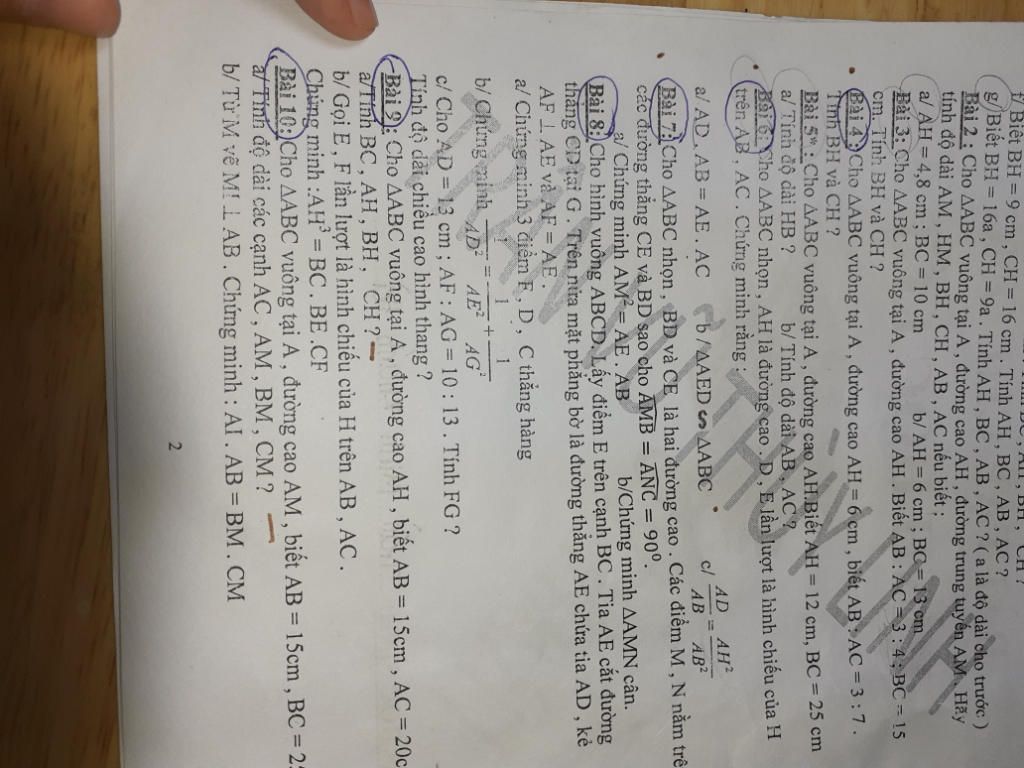 g/ Biết BH = 16a , CH = 9a . Tính AH , BC , AB , AC ? ( a là độ dài cho trước )
f/ Biết BH = 9 cm , CH = 16 cm . Tính AH , BC , AB , AC ?
Bài 2 : Cho ΔABC vuông tại A , đường cao AH , đường trung tuyến AM . Hãy
tính độ dài AM , HM , BH , CH , AB , AC nếu biết :
a/ AH = 4,8 cm ; BC = 10 cm b/ AH = 6 cm ; BC = 13 cm
Bài 3: Cho ΔABC vuông tại A , đường cao AH . Biết AB : AC = 3 : 4 ; BC = 15
cm. Tính BH và CH ?
Bài 4 : Cho ΔABC vuông tại A , đường cao AH = 6 cm , biết AB : AC = 3 : 7 .
Tính BH và CH ?
Bài 5* : Cho ΔABC vuông tại A , đường cao AH.Biết AH = 12 cm, BC = 25 cm
a/ Tính độ dài HB ? b/ Tính độ dài AB , AC ?
Bài 6: Cho ΔABC nhọn , AH là đường cao . D , E lần lượt là hình chiếu của H
trên AB , AC . Chứng minh rằng :
a/ AD . AB = AE . AC b/ ΔAED ∽ ΔABC c/ AD/AB = AH²/AB²
Bài 7: Cho ΔABC nhọn , BD và CE là hai đường cao . Các điểm M , N nằm trê
các đường thẳng CE và BD sao cho AMB = ANC = 90⁰ .
a/ Chứng minh AM² = AE . AB b/Chứng minh ΔAMN cân.
Bài 8: Cho hình vuông ABCD. Lấy điểm E trên cạnh BC . Tia AE cắt đường
thẳng CD tại G . Trên nửa mặt phẳng bờ là đường thẳng AE chứa tia AD , kẻ
AF ⊥ AE và AF = AE .
a/ Chứng minh 3 điểm F , D , C thẳng hàng
b/ Chứng minh 1/AD² = 1/AE² + 1/AG²
c/ Cho AD = 13 cm ; AF : AG = 10 : 13 . Tính FG ?
Tính độ dài chiều cao hình thang ?
Bài 9 : Cho ΔABC vuông tại A , đường cao AH , biết AB = 15cm , AC = 20c
a/Tính BC , AH , BH , CH ?
b/ Gọi E , F lần lượt là hình chiếu của H trên AB , AC .
Chứng minh : AH³ = BC . BE .CF
Bài 10: Cho ΔABC vuông tại A , đường cao AM , biết AB = 15cm , BC = 25
a/ Tính độ dài các cạnh AC , AM , BM , CM ?
b/ Từ M vẽ MI ⊥ AB . Chứng minh : AI . AB = BM . CM
2
TRẦN LƯU THÙY LINH